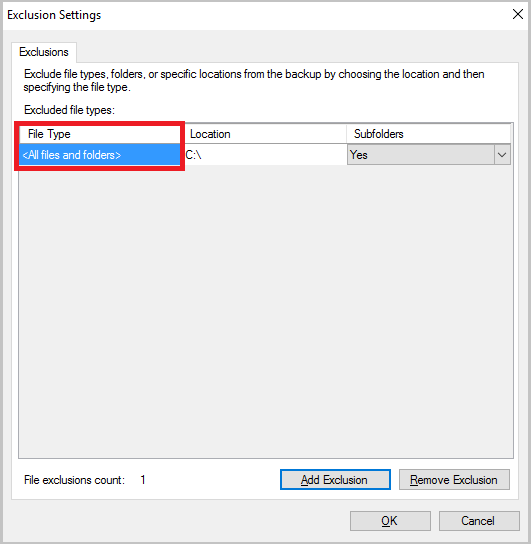 Exclusion Settings
Exclusions
Exclude file types, folders, or specific locations from the backup by choosing the location and then
specifying the file type.
Excluded file types:
File Type Location Subfolders
<All files and folders> C:\ Yes
File exclusions count: 1 Add Exclusion Remove Exclusion
OK Cancel